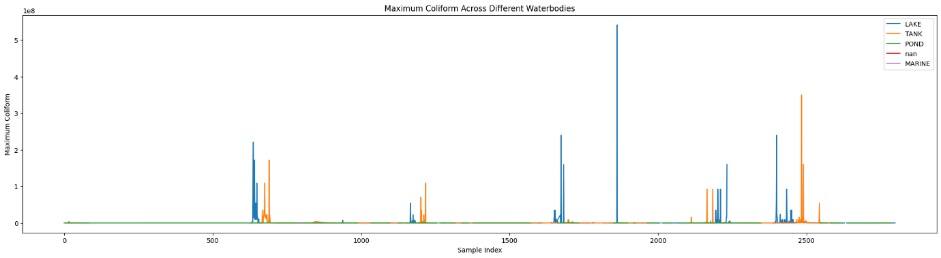 Maximum Coliform Across Different Waterbodies
1e8
5
4
3
2
1
0
Maximum Coliform
LAKE
TANK
POND
nan
MARINE
0 500 1000 1500 2000 2500
Sample Index